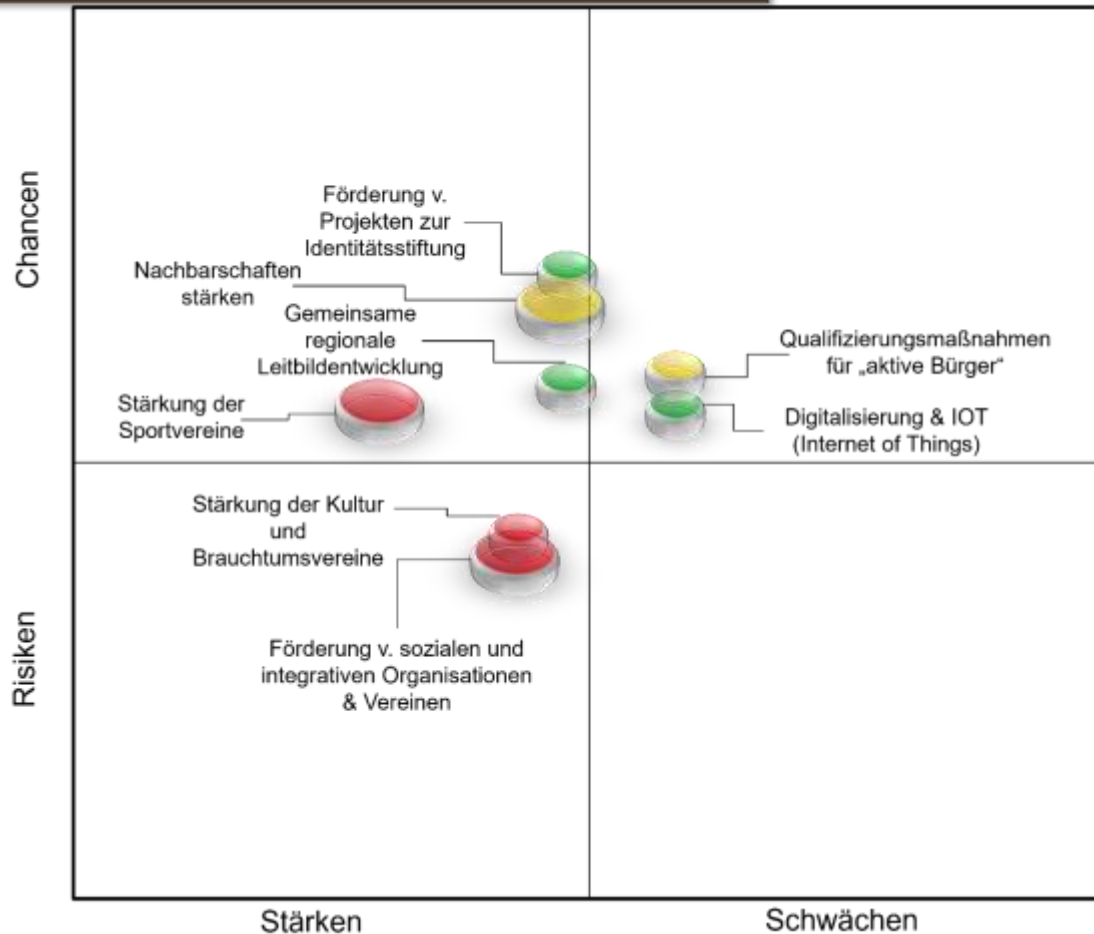 Chancen
Förderung v.
Projekten zur
Identitätsstiftung
Nachbarschaften
stärken
Gemeinsame
regionale
Leitbildentwicklung
Stärkung der
Sportvereine
Qualifizierungsmaßnahmen
für „aktive Bürger“
Digitalisierung & IOT
(Internet of Things)
Risiken
Stärkung der Kultur
und
Brauchtumsvereine
Förderung v. sozialen und
integrativen Organisationen
& Vereinen
Stärken
Schwächen